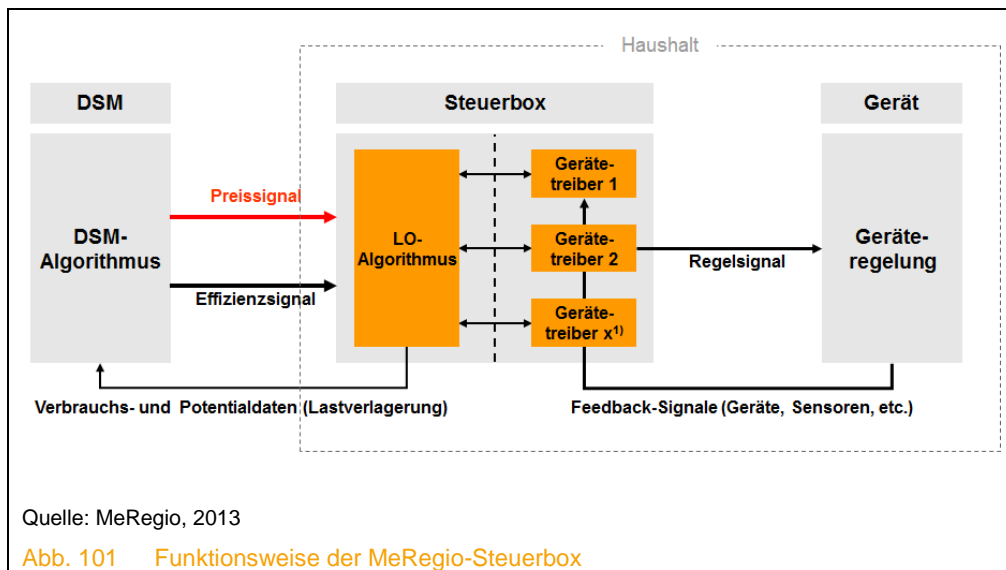 Haushalt
DSM
Steuerbox
Gerät
Preissignal
DSM-
Algorithmus
Effizienzsignal
LO-
Algorithmus
Geräte-
treiber 1
Geräte-
treiber 2
Geräte-
treiber x1)
Regelsignal
Geräte-
regelung
Verbrauchs- und Potentialdaten (Lastverlagerung)
Feedback-Signale (Geräte, Sensoren, etc.)
Quelle: MeRegio, 2013
Abb. 101 Funktionsweise der MeRegio-Steuerbox